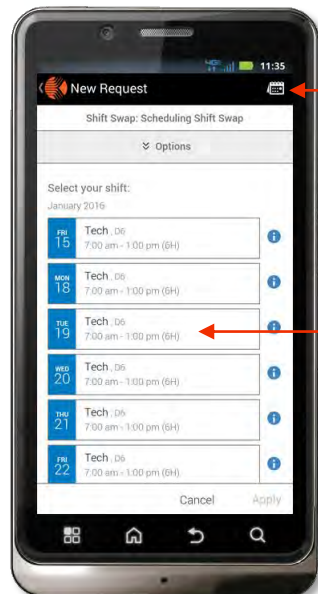 4G 11:35
New Request
Shift Swap: Scheduling Shift Swap
Options
Select your shift:
January 2016
FRI 15 Tech , D6
7:00 am - 1:00 pm (6H)
MON 18 Tech , D6
7:00 am - 1:00 pm (6H)
TUE 19 Tech , D6
7:00 am - 1:00 pm (6H)
WED 20 Tech , D6
7:00 am - 1:00 pm (6H)
THU 21 Tech , D6
7:00 am - 1:00 pm (6H)
FRI 22 Tech , D6
7:00 am - 1:00 pm (6H)
Cancel Apply